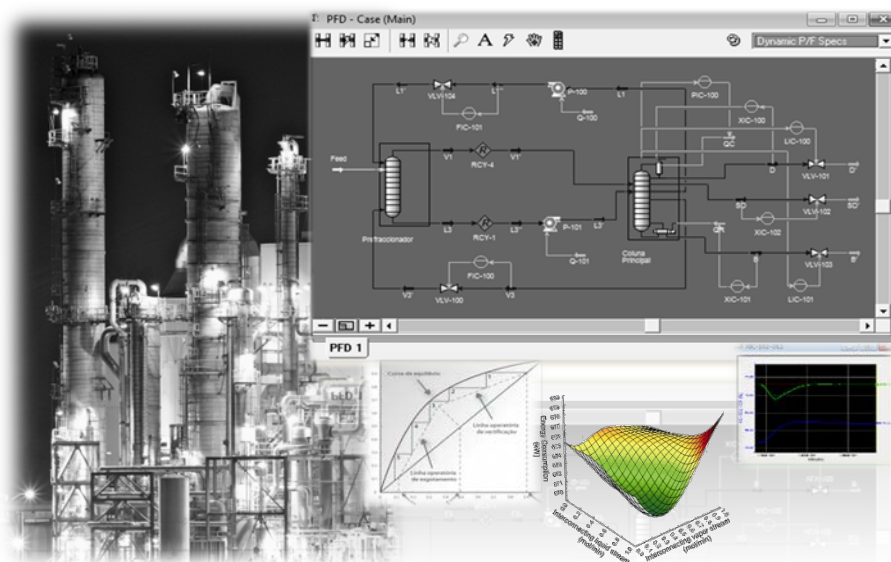 PFD - Case (Main)
A
Dynamic P/F Specs
L1'
VLV-104
L1''
P-100
L1
PIC-100
FIC-101
Q-100
XIC-100
QC
LIC-100
Feed
V1
RCY-4
V1'
D
VLV-101
D'
SD
VLV-102
SD'
L3
RCY-1
L3''
P-101
L3'
QR
XIC-102
Prefraccionador
Coluna
Principal
Q-101
B
VLV-103
B'
FIC-100
V3'
VLV-100
V3
XIC-101
LIC-101
PFD 1
Curva de equilíbrio
Linha operatória
de rectificação
Linha operatória
de esgotamento
Energy Consumption
(kW)
Interconnecting liquid stream
(mol/min)
Interconnecting vapor stream
(mol/min)